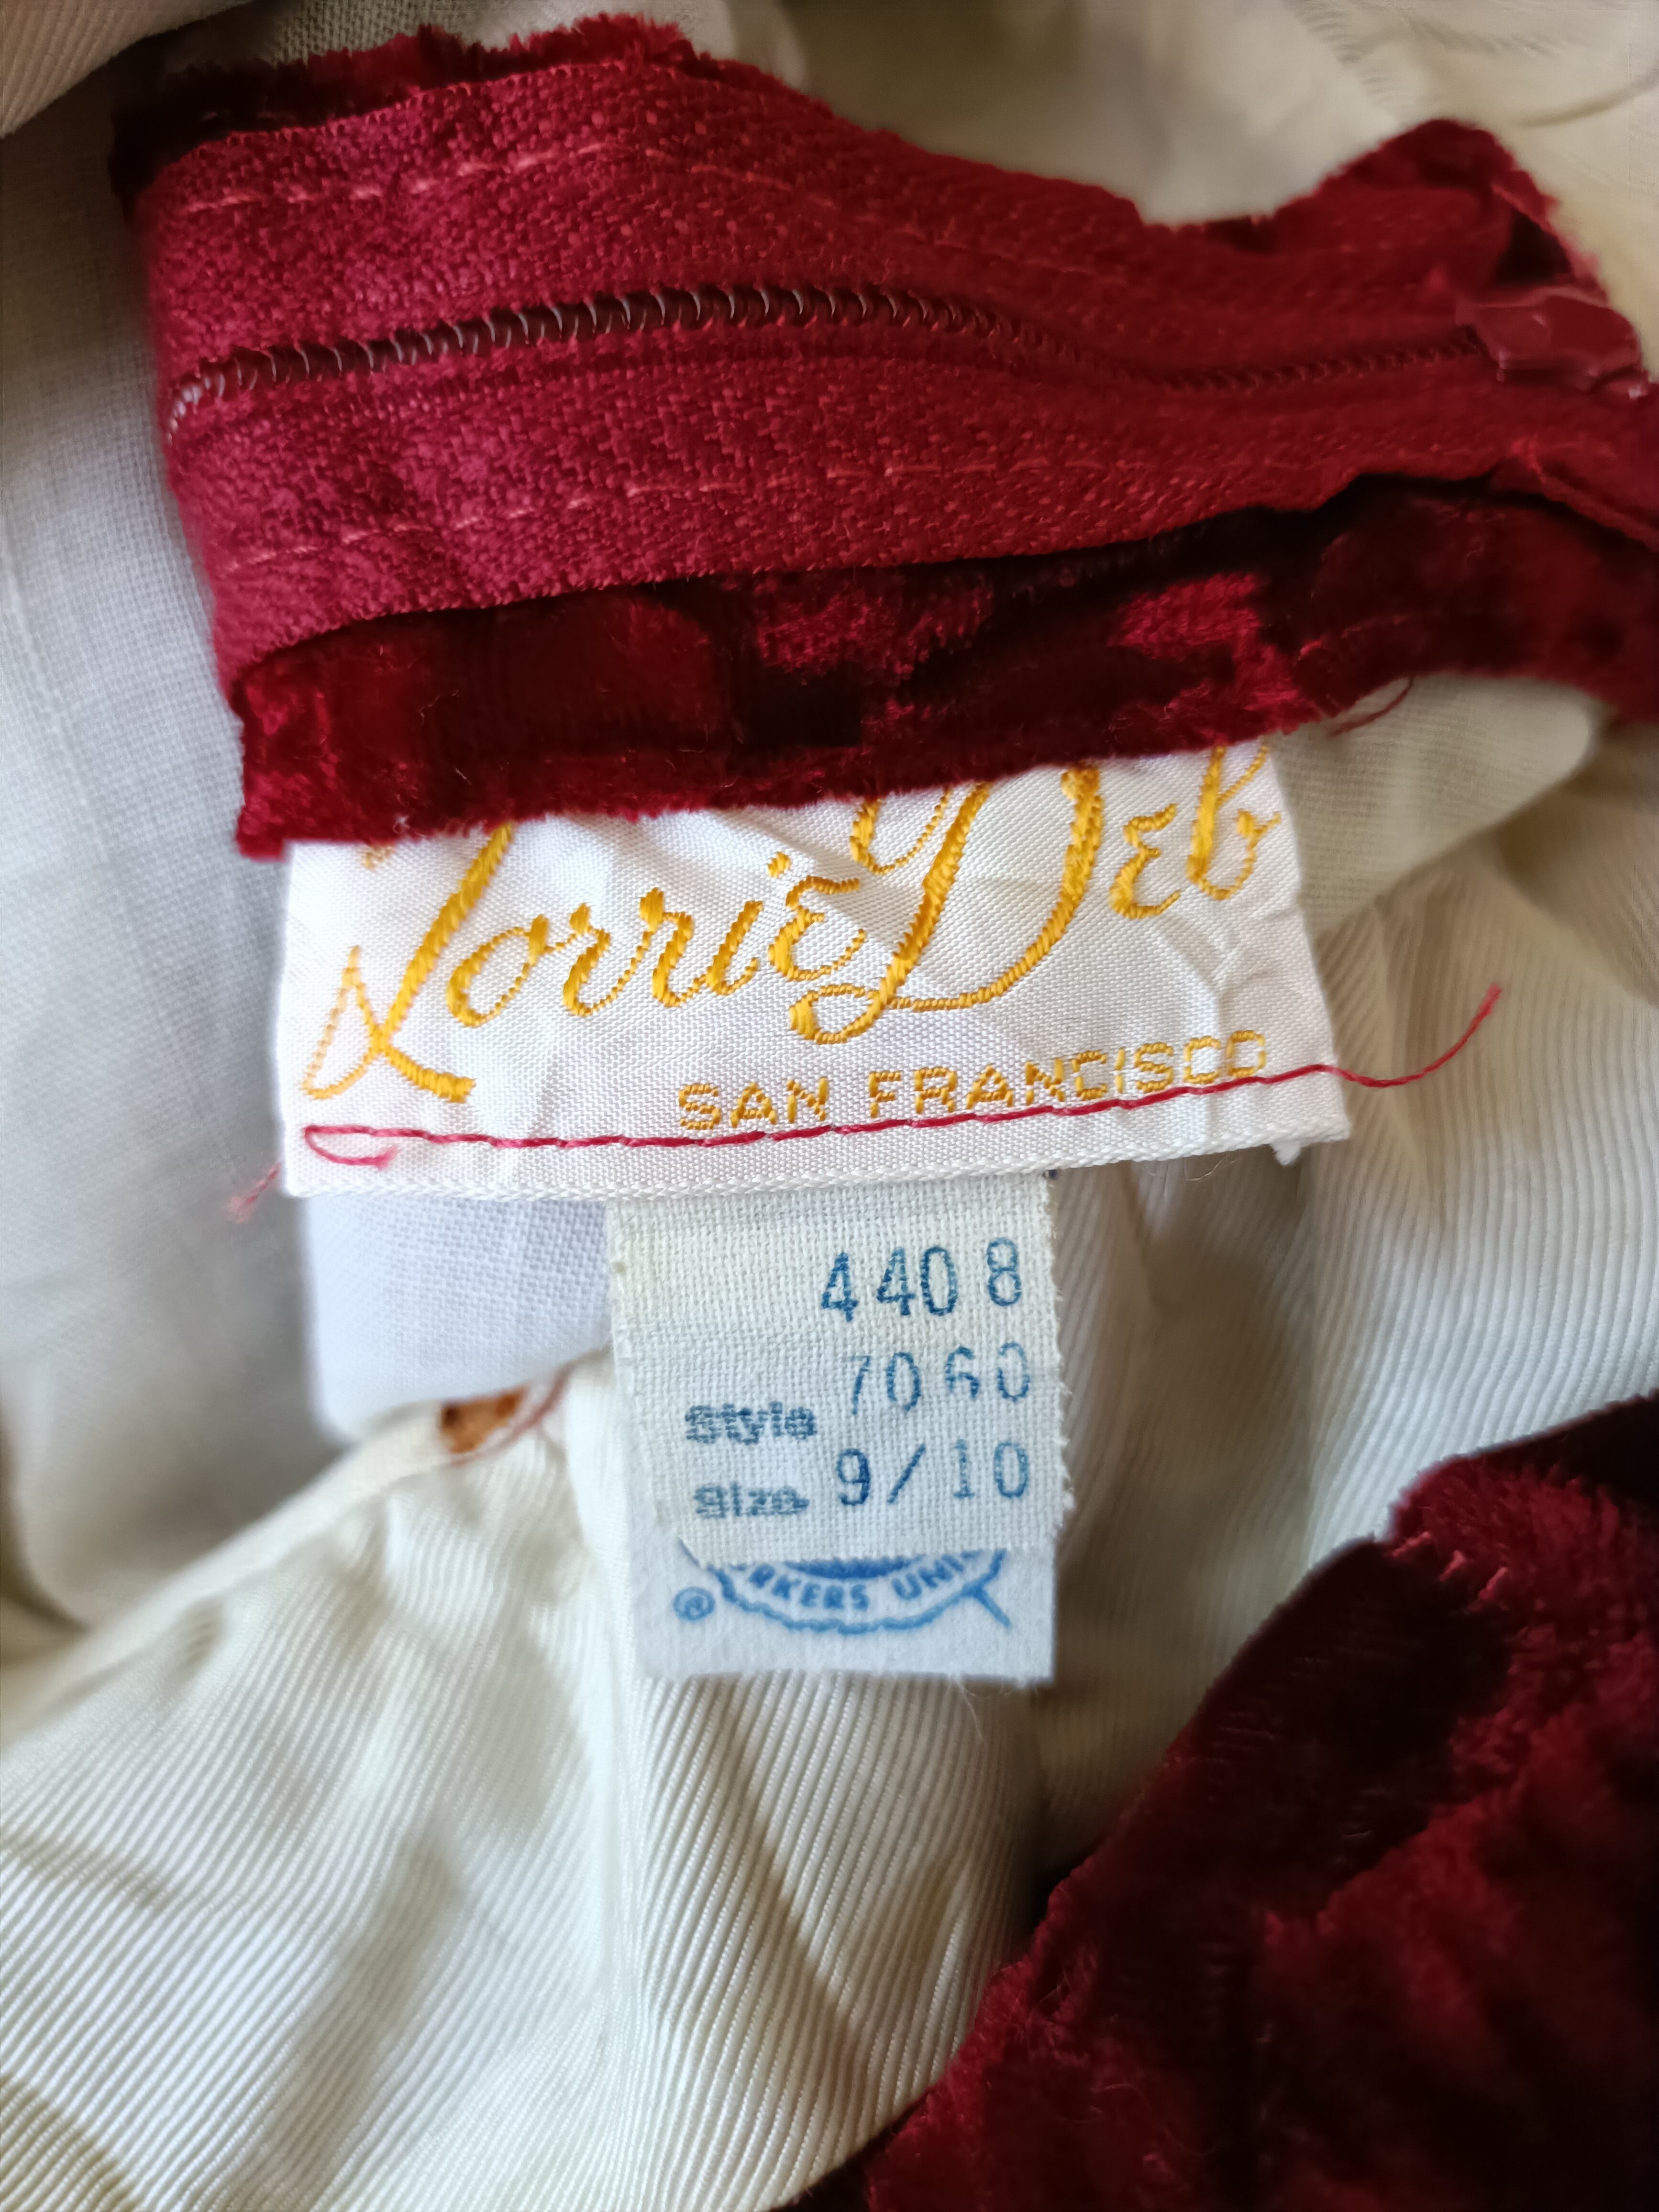 Lorrie Deb
SAN FRANCISCO
4408
Style 7060
Size 9/10
®
RKERS UNI